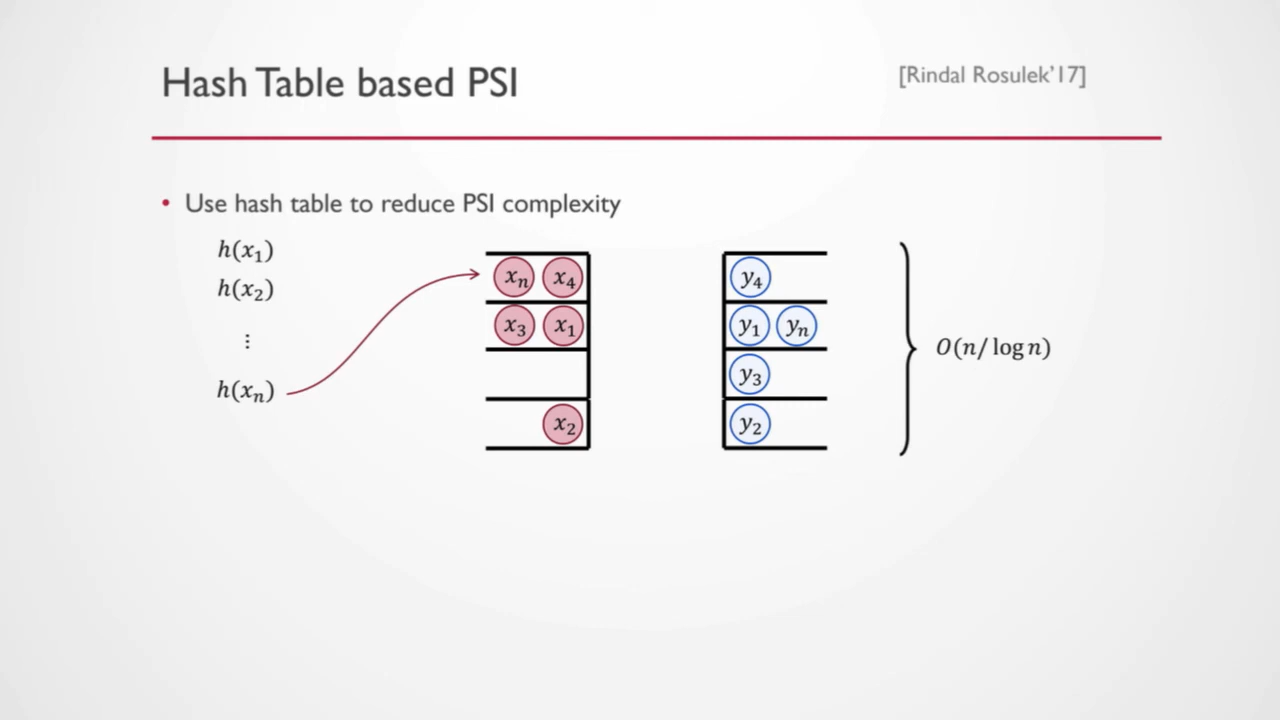 Hash Table based PSI
[Rindal Rosulek'17]
• Use hash table to reduce PSI complexity
h(x₁)
h(x₂)
⋮
h(xₙ)
xₙ x₄
x₃ x₁
x₂
y₄
y₁ yₙ
y₃
y₂
O(n/ log n)